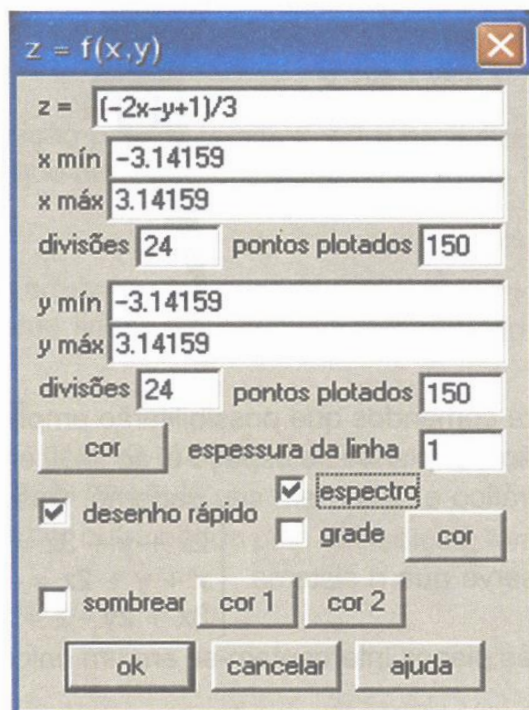 z = f(x,y)
z = (-2x-y+1)/3
x mín -3.14159
x máx 3.14159
divisões 24 pontos plotados 150
y mín -3.14159
y máx 3.14159
divisões 24 pontos plotados 150
cor espessura da linha 1
espectro
desenho rápido
grade cor
sombrear cor 1 cor 2
ok cancelar ajuda